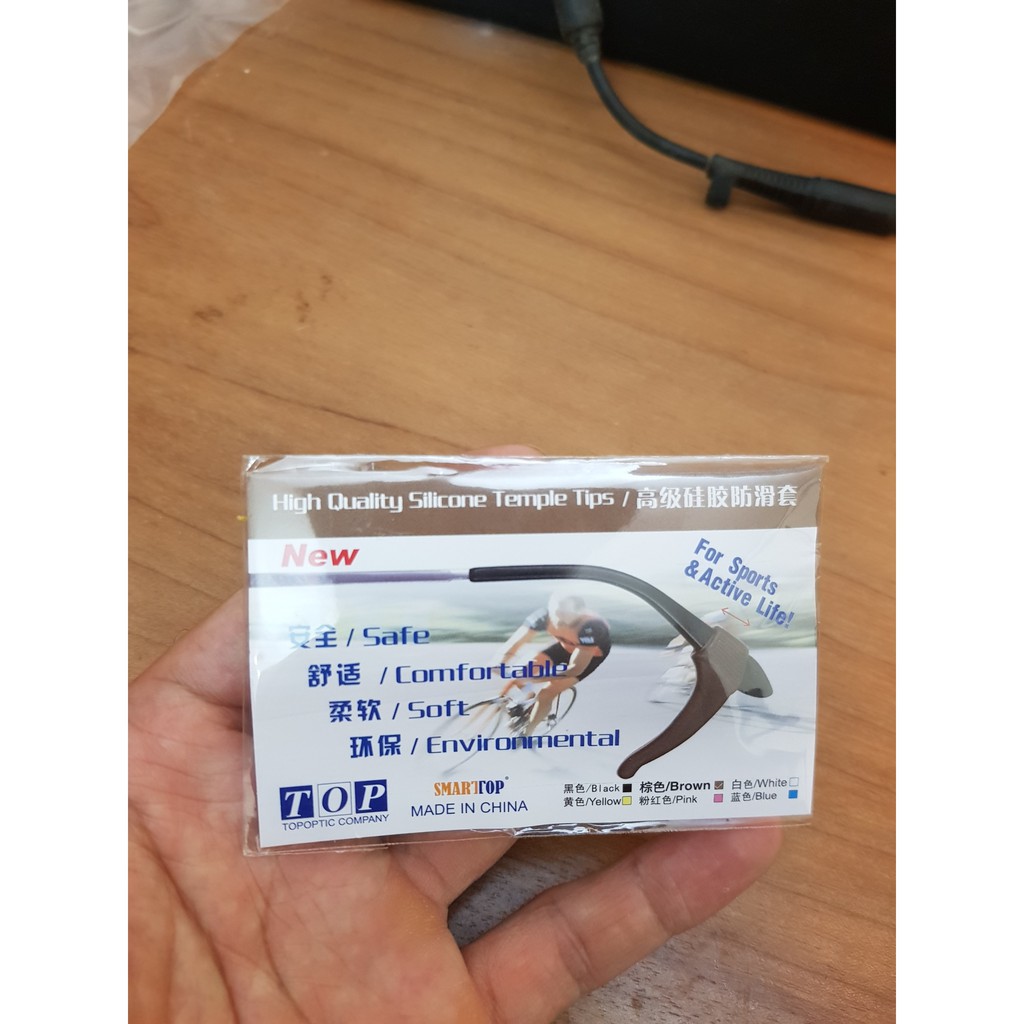 High Quality Silicone Temple Tips / 高级硅胶防滑套
New
For Sports
&Active Life!
安全 / Safe
舒适 / Comfortable
柔软 / Soft
环保 / Environmental
TOP
TOPOPTIC COMPANY
SMARTTOP®
MADE IN CHINA
黑色/Black 棕色/Brown 白色/White
黄色/Yellow 粉红色/Pink 蓝色/Blue